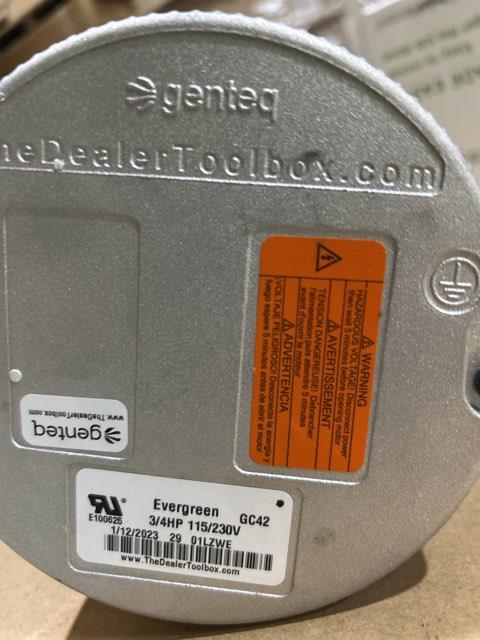 genteq
heDealerToolbox.com
WARNING
HAZARDOUS VOLTAGE! Disconnect power
then wait 5 minutes before opening motor
AVERTISSEMENT
TENSION DANGEREUSE! Débrancher
l'alimentation puis attendre 5 minutes
avant d'ouvrir le moteur
ADVERTENCIA
¡VOLTAJE PELIGROSO! Desconecte la energía y
luego espere 5 minutos antes de abrir el motor
genteq
www.TheDealerToolbox.com
Evergreen GC42
E100625 3/4HP 115/230V
1/12/2023 29 01LZWE
www.TheDealerToolbox.com